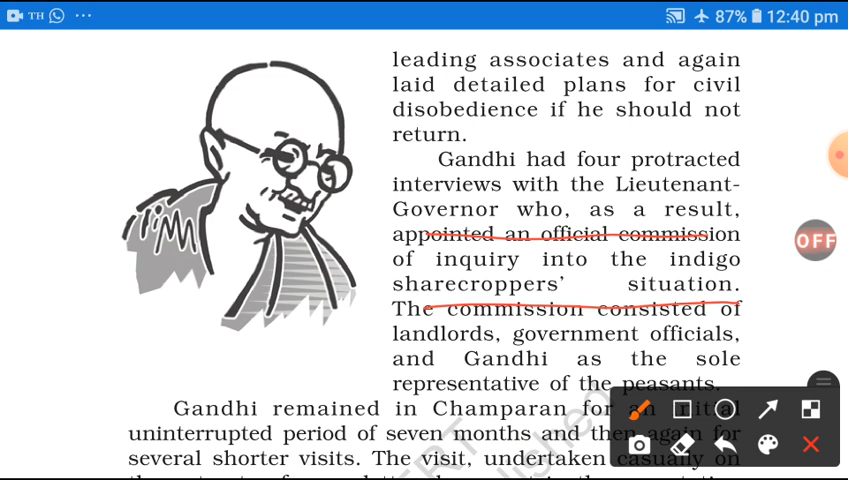 TH 87% 12:40 pm
leading associates and again
laid detailed plans for civil
disobedience if he should not
return.
Gandhi had four protracted
interviews with the Lieutenant-
Governor who, as a result,
appointed an official commission
of inquiry into the indigo
sharecroppers' situation.
The commission consisted of
landlords, government officials,
and Gandhi as the sole
representative of the peasants.
OFF
Gandhi remained in Champaran for an initial
uninterrupted period of seven months and then again for
several shorter visits. The visit, undertaken casually on